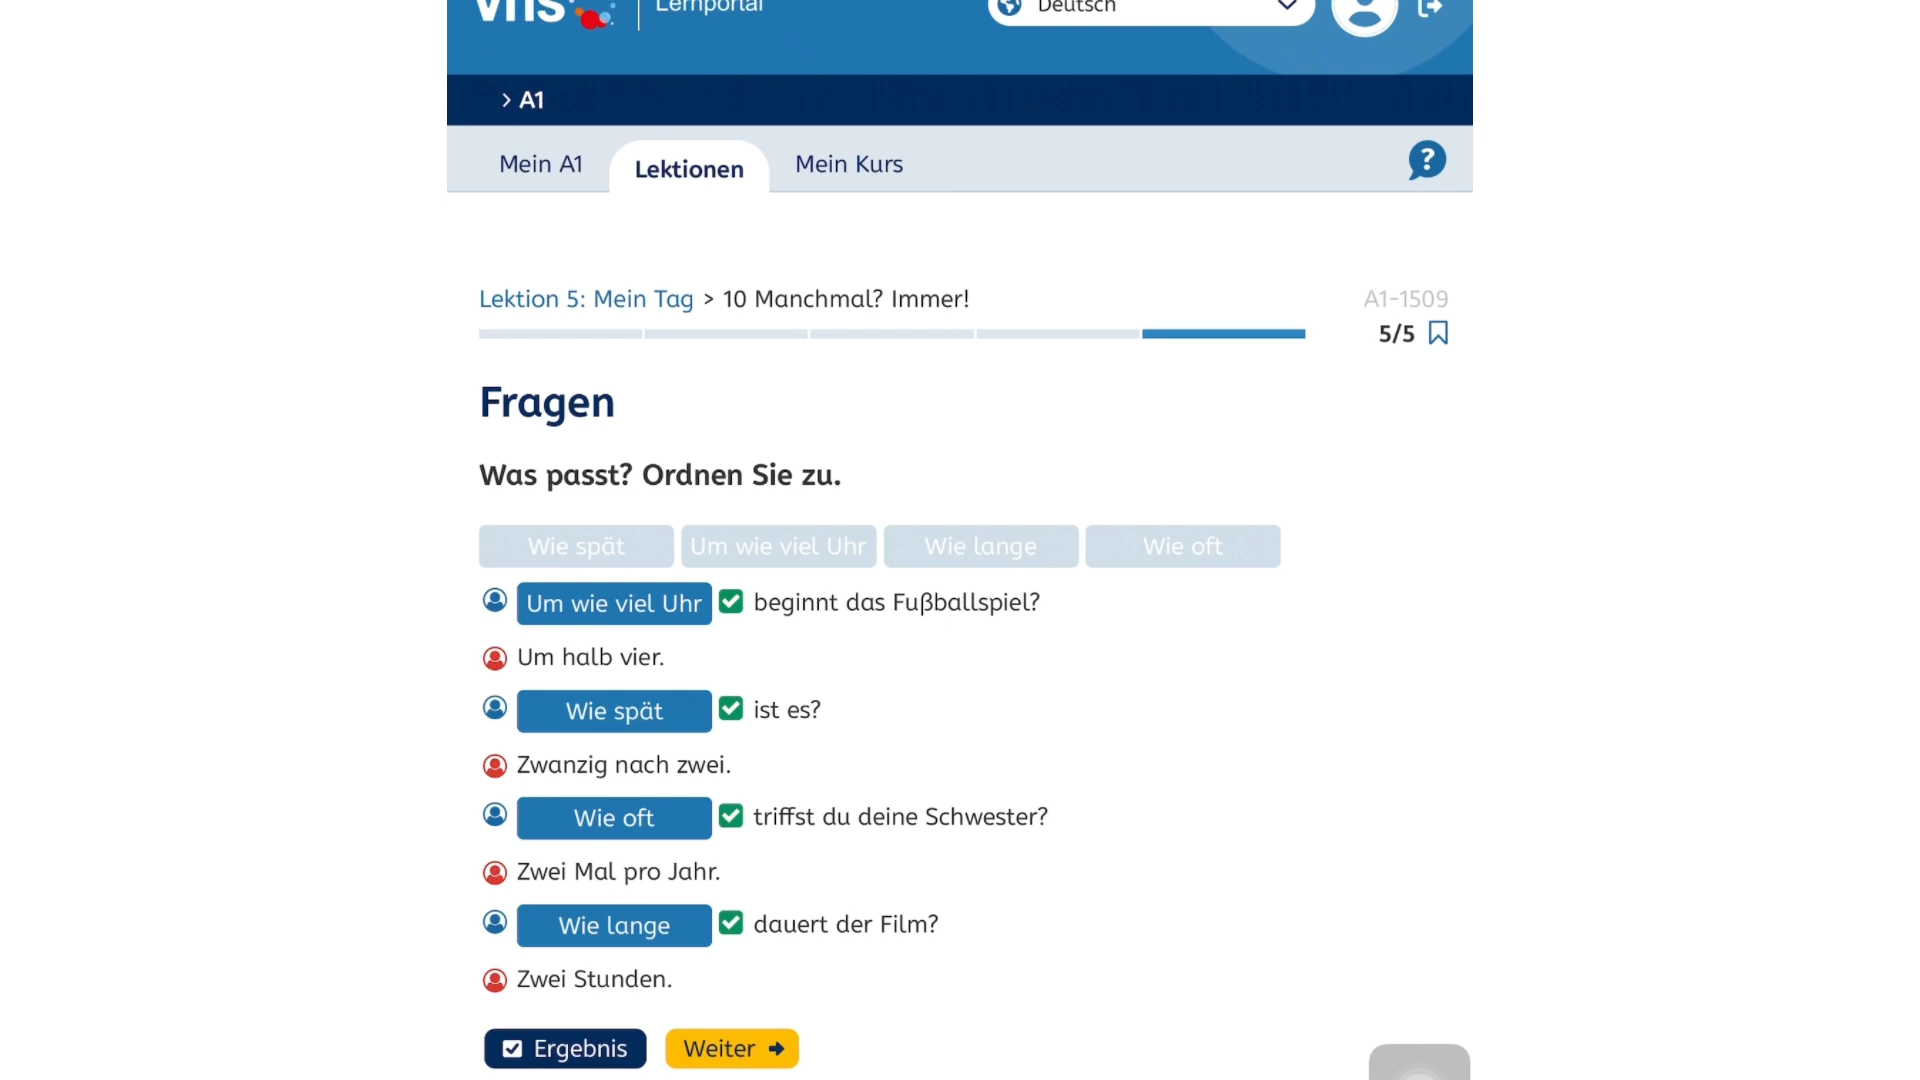 vhs Lernportal Deutsch
> A1
Mein A1 Lektionen Mein Kurs ?
Lektion 5: Mein Tag > 10 Manchmal? Immer! A1-1509
5/5
Fragen
Was passt? Ordnen Sie zu.
Wie spät Um wie viel Uhr Wie lange Wie oft
Um wie viel Uhr beginnt das Fußballspiel?
Um halb vier.
Wie spät ist es?
Zwanzig nach zwei.
Wie oft triffst du deine Schwester?
Zwei Mal pro Jahr.
Wie lange dauert der Film?
Zwei Stunden.
Ergebnis Weiter